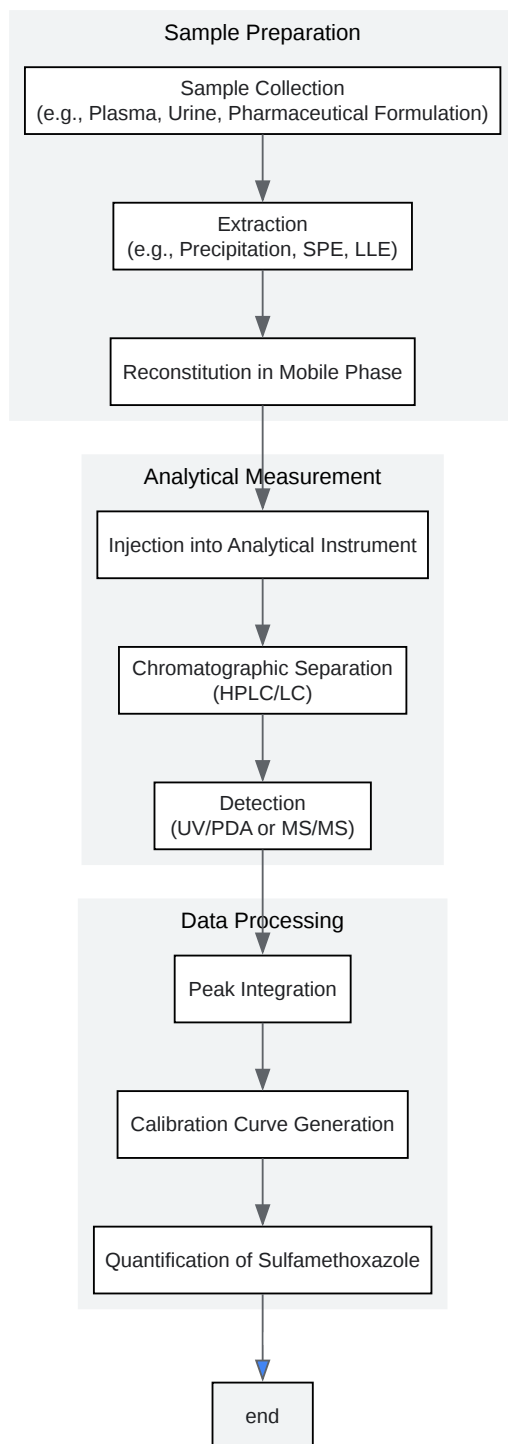 Sample Preparation
Sample Collection
(e.g., Plasma, Urine, Pharmaceutical Formulation)
Extraction
(e.g., Precipitation, SPE, LLE)
Reconstitution in Mobile Phase
Analytical Measurement
Injection into Analytical Instrument
Chromatographic Separation
(HPLC/LC)
Detection
(UV/PDA or MS/MS)
Data Processing
Peak Integration
Calibration Curve Generation
Quantification of Sulfamethoxazole
end